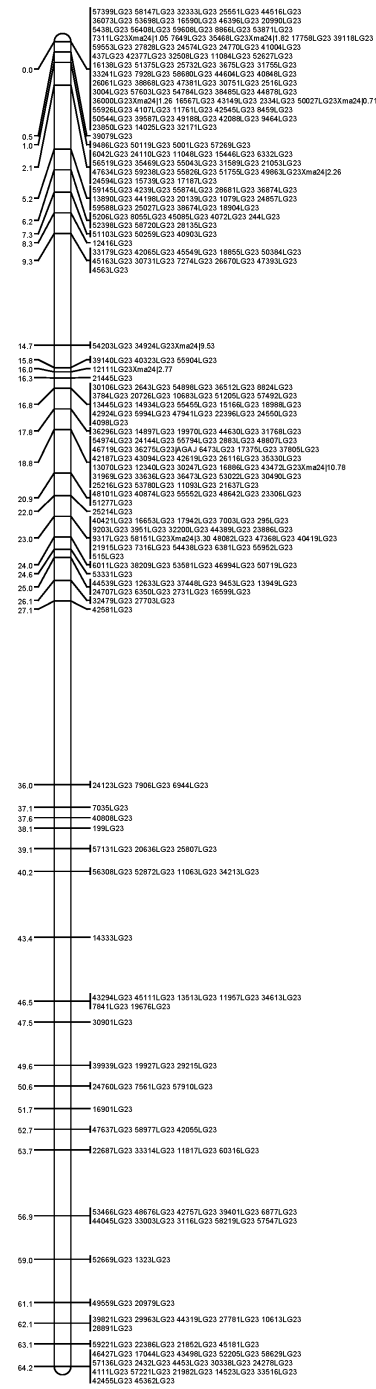 57399LG23 58147LG23 32333LG23 25551LG23 44516LG23
36073LG23 53698LG23 16590LG23 46396LG23 20990LG23
5438LG23 56408LG23 59608LG23 8866LG23 53871LG23
7311LG23Xma24|1.05 7649LG23 35468LG23Xma24|1.82 17758LG23 39118LG23
59553LG23 27828LG23 24574LG23 24770LG23 41004LG23
437LG23 42377LG23 32508LG23 11084LG23 52627LG23
0.0 16138LG23 51375LG23 25732LG23 3675LG23 31755LG23
33241LG23 7928LG23 58680LG23 44604LG23 40848LG23
26061LG23 38868LG23 47381LG23 30751LG23 2516LG23
3004LG23 57603LG23 54784LG23 38485LG23 44878LG23
36000LG23Xma24|1.26 16567LG23 43149LG23 2334LG23 50027LG23Xma24|0.71
55926LG23 4107LG23 11761LG23 42545LG23 8459LG23
50544LG23 39587LG23 49188LG23 42088LG23 9464LG23
23850LG23 14025LG23 32171LG23
0.5 39079LG23
1.0 9486LG23 50119LG23 5001LG23 57269LG23
2.1 6042LG23 24110LG23 11048LG23 15446LG23 6332LG23
56519LG23 35469LG23 55043LG23 31589LG23 21053LG23
47634LG23 59238LG23 55826LG23 51755LG23 49863LG23Xma24|2.26
24594LG23 15739LG23 17187LG23
5.2 59145LG23 4239LG23 55874LG23 28681LG23 36874LG23
13890LG23 44198LG23 20139LG23 1079LG23 24857LG23
59588LG23 25027LG23 38674LG23 18904LG23
6.2 5206LG23 8055LG23 45085LG23 4072LG23 244LG23
52398LG23 58720LG23 28135LG23
7.3 51103LG23 50259LG23 40903LG23
8.3 12416LG23
9.3 33179LG23 42065LG23 45549LG23 18855LG23 50384LG23
45163LG23 30731LG23 7274LG23 26670LG23 47393LG23
4563LG23
14.7 54203LG23 34924LG23Xma24|9.53
15.8 39140LG23 40323LG23 55904LG23
16.0 12111LG23Xma24|2.77
16.3 21445LG23
16.8 30106LG23 2643LG23 54898LG23 36512LG23 8824LG23
3784LG23 20726LG23 10683LG23 51205LG23 57492LG23
13445LG23 14934LG23 55455LG23 15166LG23 18988LG23
42924LG23 5994LG23 47941LG23 22396LG23 24550LG23
4098LG23
17.8 36296LG23 14897LG23 19970LG23 44630LG23 31768LG23
54974LG23 24144LG23 55794LG23 2883LG23 48807LG23
18.8 46719LG23 36275LG23|AGAJ 6473LG23 17375LG23 37805LG23
42187LG23 43094LG23 42619LG23 26116LG23 35330LG23
13070LG23 12340LG23 30247LG23 16886LG23 43472LG23Xma24|10.78
31969LG23 33636LG23 36473LG23 53022LG23 30490LG23
25216LG23 53780LG23 11093LG23 21637LG23
20.9 48101LG23 40874LG23 55552LG23 48642LG23 23306LG23
51277LG23
22.0 25214LG23
23.0 40421LG23 16653LG23 17942LG23 7003LG23 295LG23
9203LG23 3951LG23 32200LG23 44389LG23 23886LG23
9317LG23 58151LG23Xma24|3.30 48082LG23 47368LG23 40419LG23
21915LG23 7316LG23 54438LG23 6381LG23 55952LG23
515LG23
24.0 6011LG23 38209LG23 53581LG23 46994LG23 50719LG23
24.6 53331LG23
25.0 44539LG23 12633LG23 37448LG23 9453LG23 13949LG23
24707LG23 6350LG23 2731LG23 16599LG23
26.1 32479LG23 27703LG23
27.1 42581LG23
36.0 24123LG23 7906LG23 6944LG23
37.1 7035LG23
37.6 40808LG23
38.1 199LG23
39.1 57131LG23 20636LG23 25807LG23
40.2 56308LG23 52872LG23 11063LG23 34213LG23
43.4 14333LG23
46.5 43294LG23 45111LG23 13513LG23 11957LG23 34613LG23
7841LG23 19676LG23
47.5 30901LG23
49.6 39939LG23 19927LG23 29215LG23
50.6 24760LG23 7561LG23 57910LG23
51.7 16901LG23
52.7 47637LG23 58977LG23 42055LG23
53.7 22687LG23 33314LG23 11817LG23 60316LG23
56.9 53466LG23 48676LG23 42757LG23 39401LG23 6877LG23
44045LG23 33003LG23 3116LG23 58219LG23 57547LG23
59.0 52669LG23 1323LG23
61.1 49559LG23 20979LG23
62.1 39821LG23 29963LG23 44319LG23 27781LG23 10613LG23
28891LG23
63.1 59221LG23 22386LG23 21852LG23 45181LG23
64.2 46427LG23 17044LG23 43498LG23 52205LG23 58629LG23
57136LG23 2432LG23 4453LG23 30338LG23 24278LG23
4111LG23 57221LG23 21982LG23 14523LG23 33516LG23
42455LG23 45362LG23